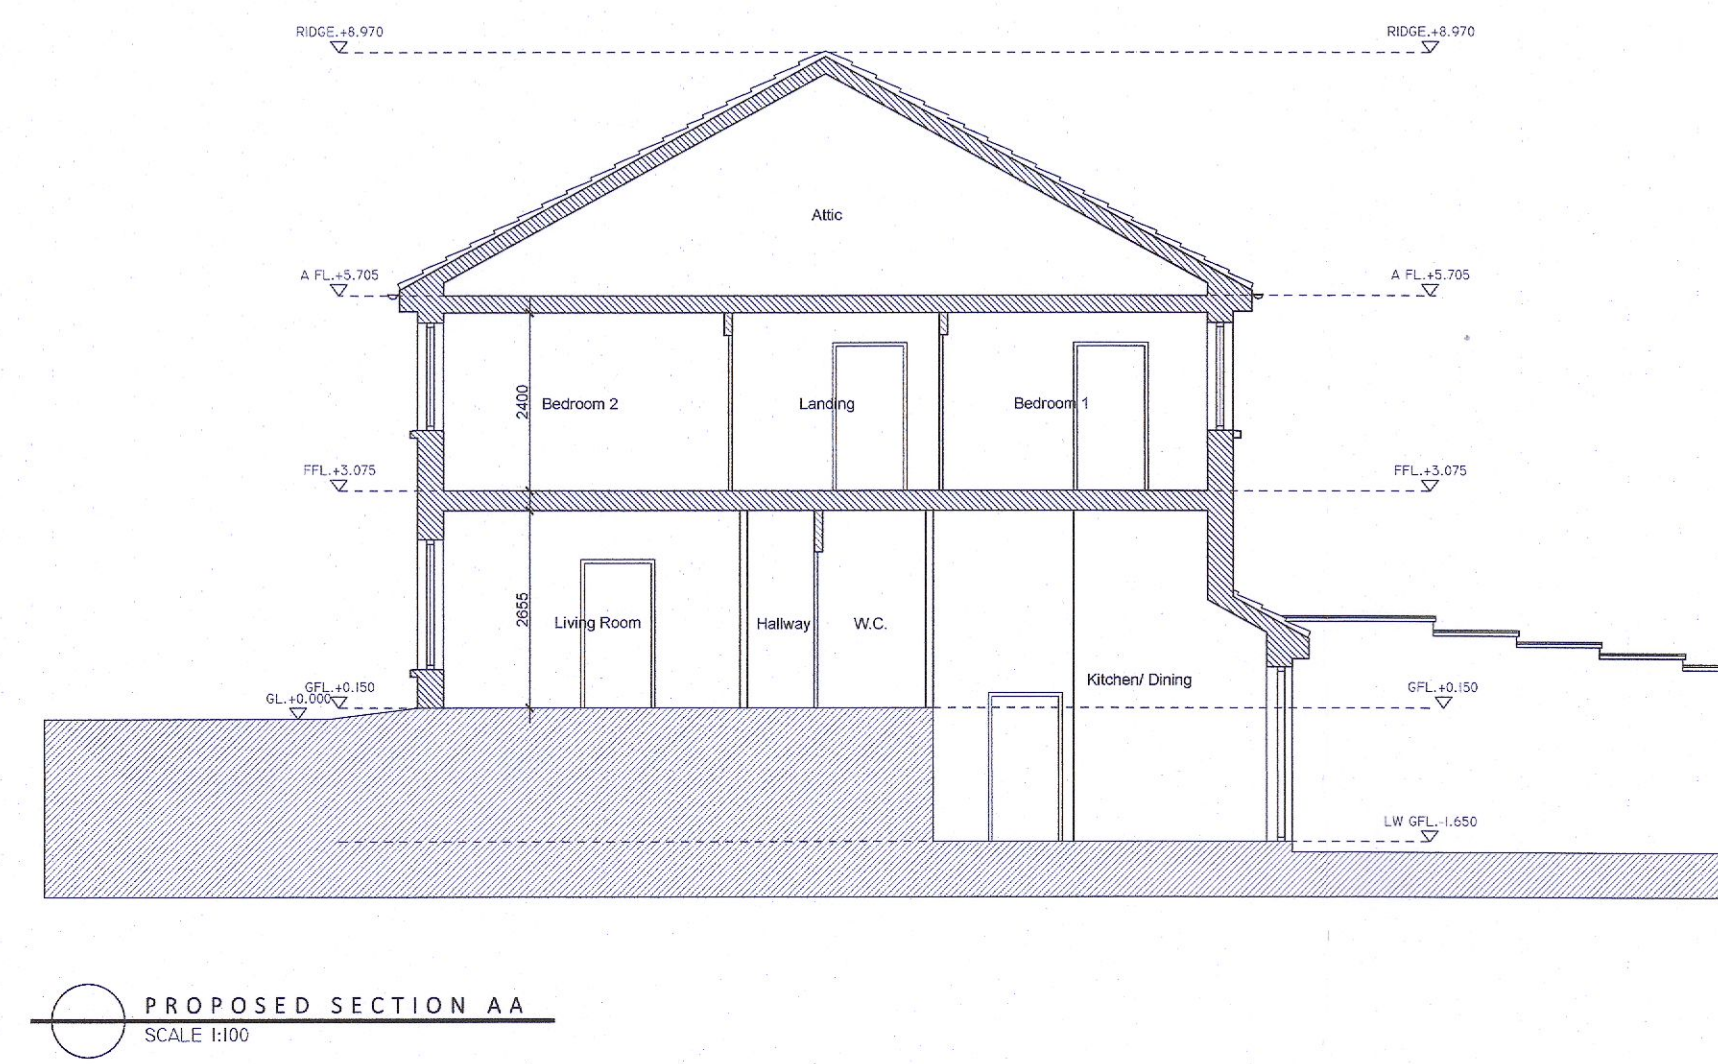 RIDGE.+8.970
RIDGE.+8.970
Attic
A FL.+5.705
A FL.+5.705
2400
Bedroom 2
Landing
Bedroom 1
FFL.+3.075
FFL.+3.075
2655
Living Room
Hallway
W.C.
Kitchen/ Dining
GFL.+0.150
GL.+0.000
GFL.+0.150
LW GFL.-1.650
PROPOSED SECTION AA
SCALE 1:100